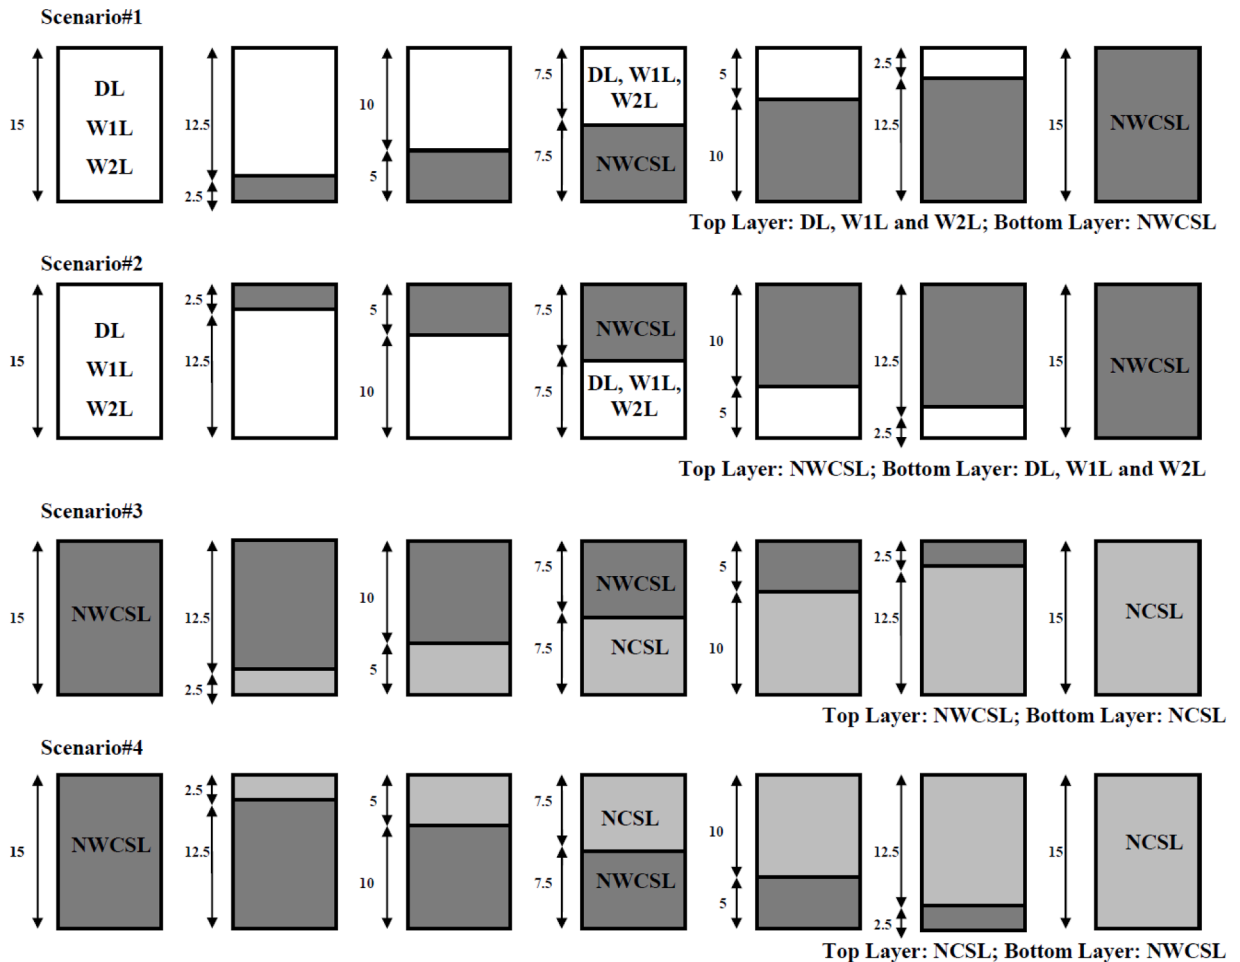 Scenario#1
15
DL
W1L
W2L
12.5
2.5
10
5
7.5
7.5
DL, W1L,
W2L
NWCSL
5
10
2.5
12.5
15
NWCSL
Top Layer: DL, W1L and W2L; Bottom Layer: NWCSL
Scenario#2
15
DL
W1L
W2L
2.5
12.5
5
10
7.5
7.5
NWCSL
DL, W1L,
W2L
10
5
12.5
2.5
15
NWCSL
Top Layer: NWCSL; Bottom Layer: DL, W1L and W2L
Scenario#3
15
NWCSL
12.5
2.5
10
5
7.5
7.5
NWCSL
NCSL
5
10
2.5
12.5
15
NCSL
Top Layer: NWCSL; Bottom Layer: NCSL
Scenario#4
15
NWCSL
2.5
12.5
5
10
7.5
7.5
NCSL
NWCSL
10
5
12.5
2.5
15
NCSL
Top Layer: NCSL; Bottom Layer: NWCSL